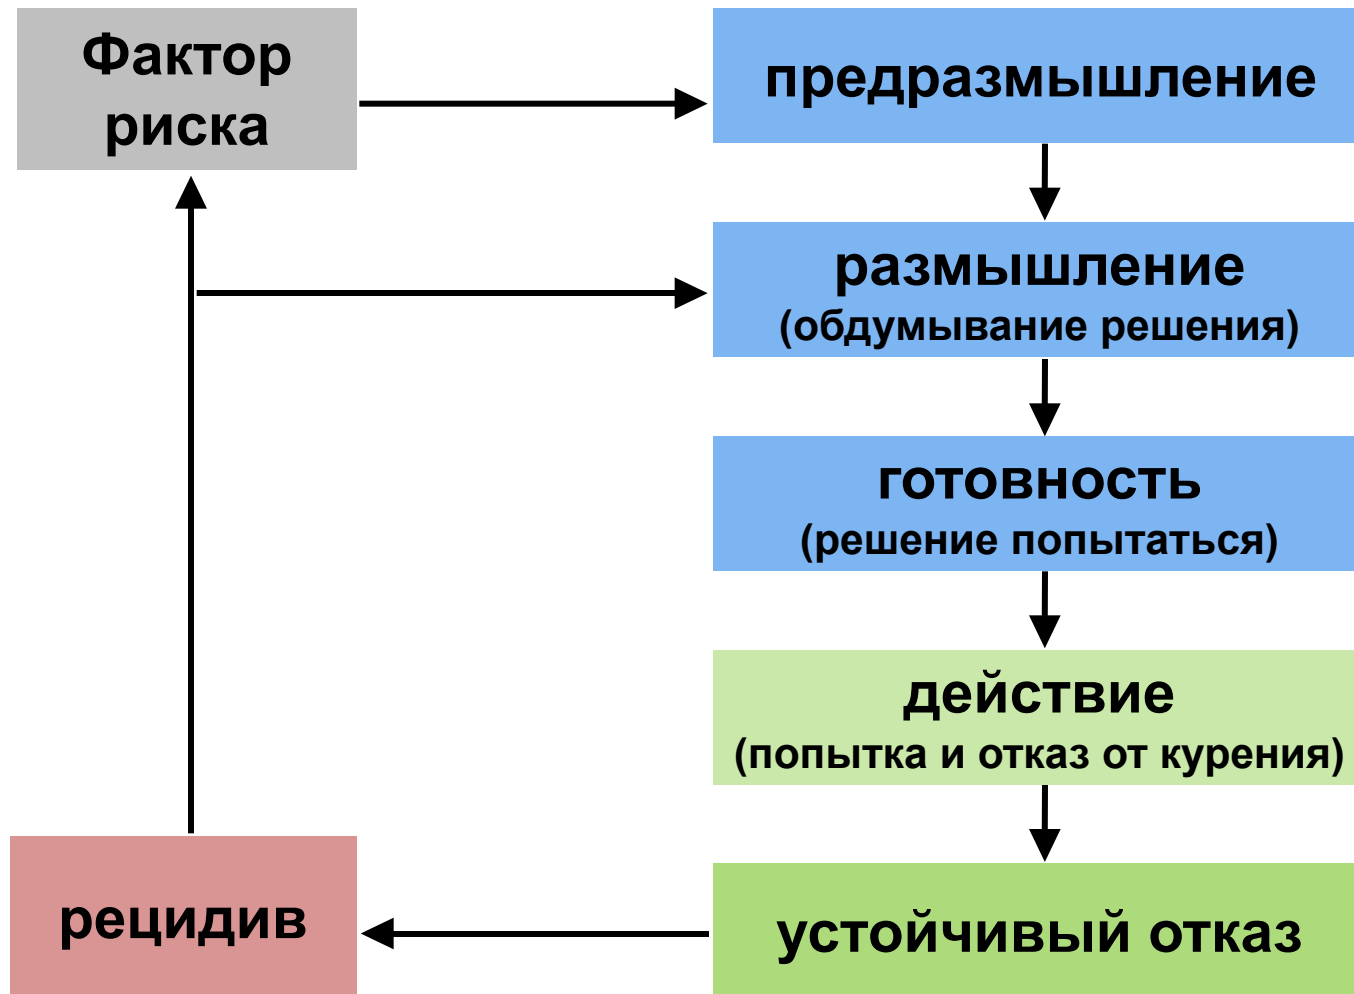 Фактор
риска
предразмышление
размышление
(обдумывание решения)
готовность
(решение попытаться)
действие
(попытка и отказ от курения)
устойчивый отказ
рецидив